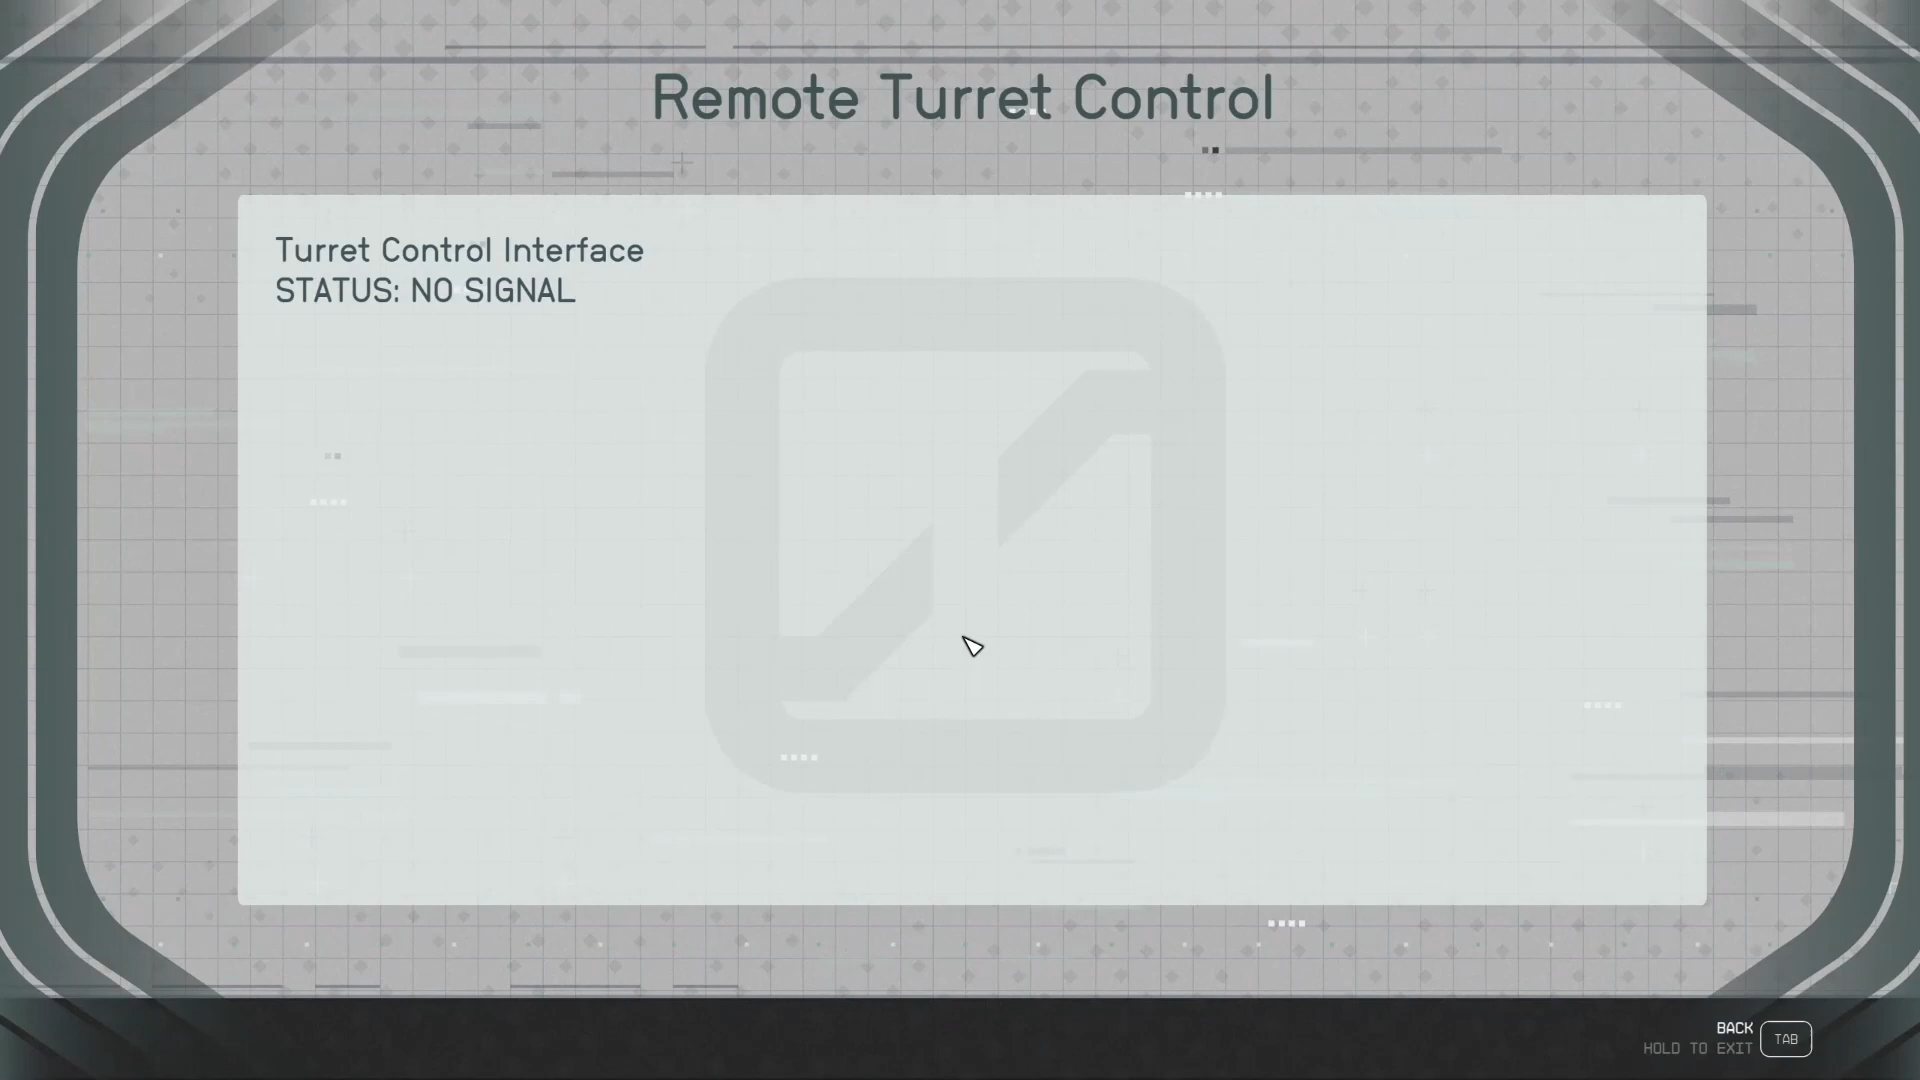 Remote Turret Control
Turret Control Interface
STATUS: NO SIGNAL
BACK
HOLD TO EXIT
TAB